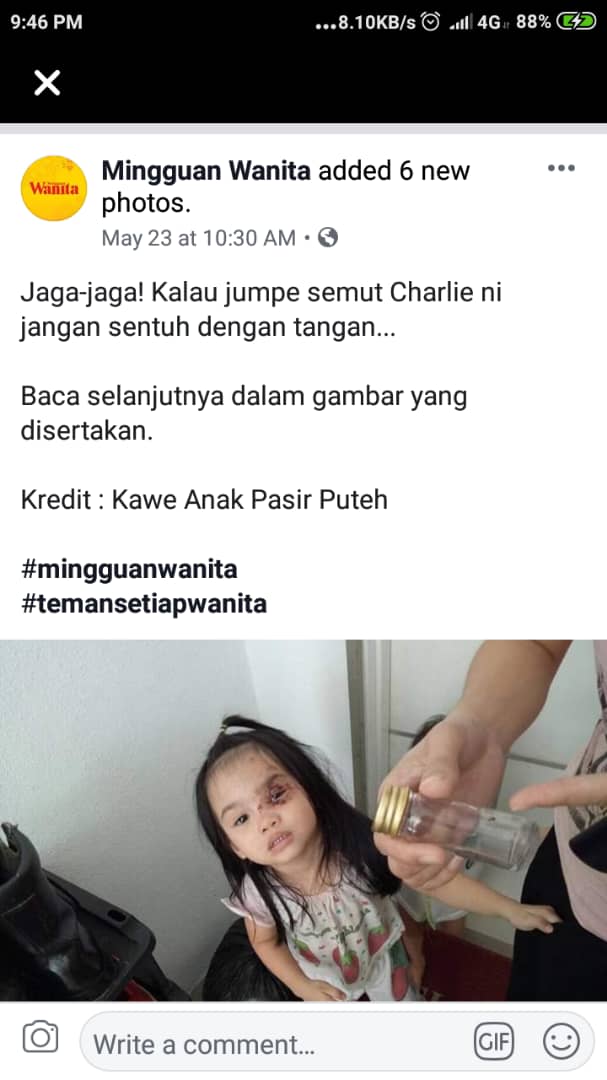 9:46 PM ...8.10KB/s 4G 88%
Wanita
Mingguan Wanita added 6 new
photos.
May 23 at 10:30 AM •
Jaga-jaga! Kalau jumpe semut Charlie ni
jangan sentuh dengan tangan...
Baca selanjutnya dalam gambar yang
disertakan.
Kredit : Kawe Anak Pasir Puteh
#mingguanwanita
#temansetiapwanita
Write a comment...
GIF